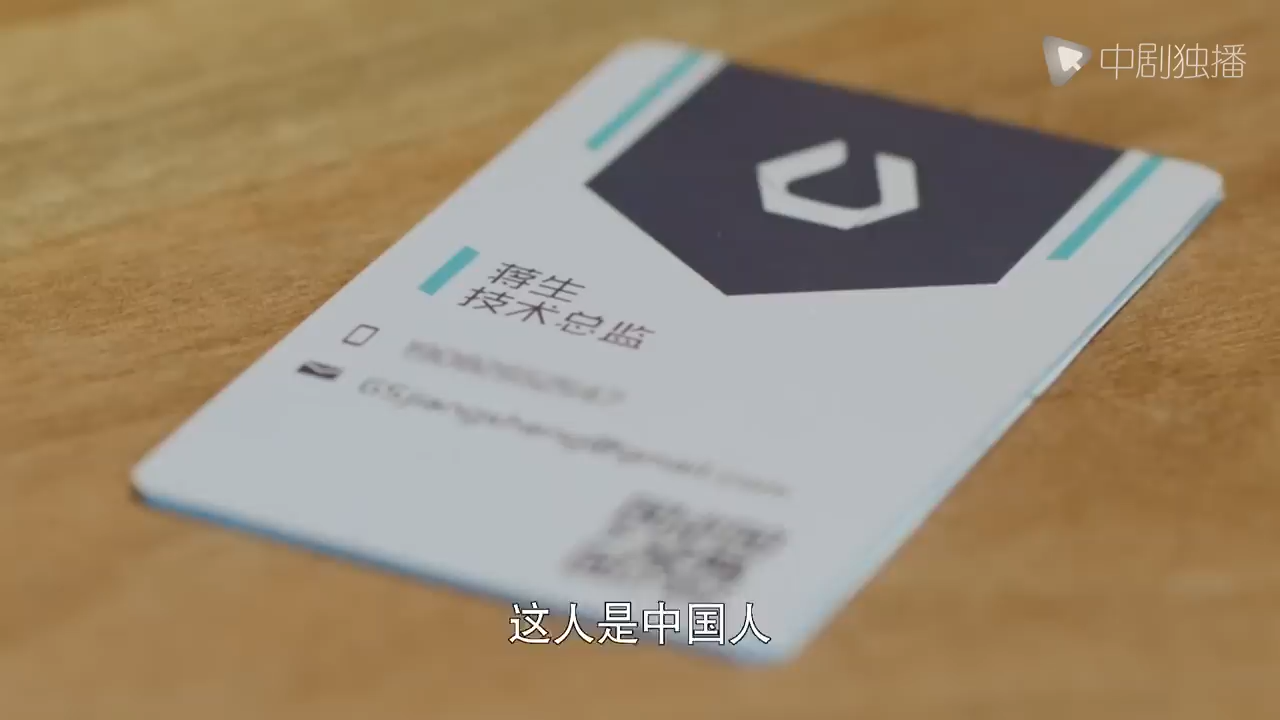 中剧独播
蒋生
技术总监
这人是中国人